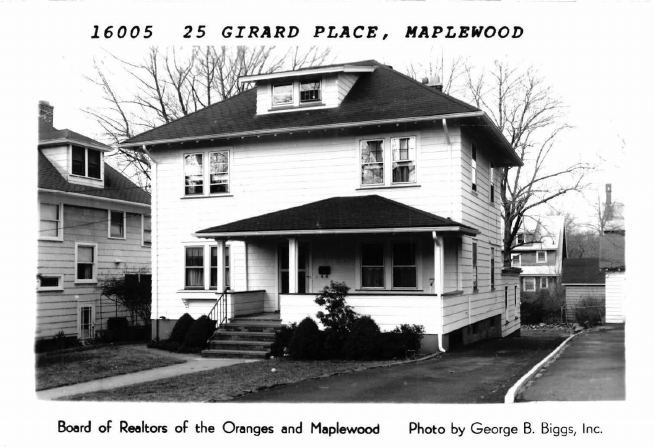 16005 25 GIRARD PLACE, MAPLEWOOD
Board of Realtors of the Oranges and Maplewood Photo by George B. Biggs, Inc.